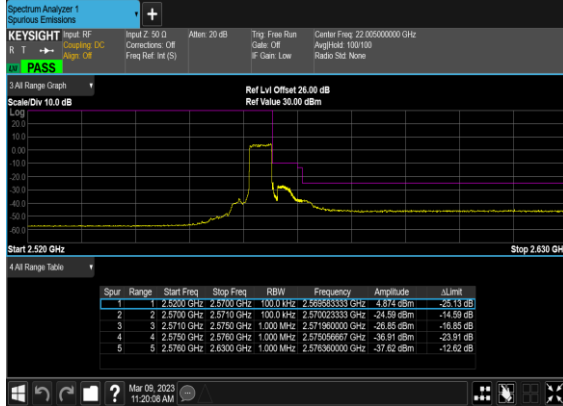 Spectrum Analyzer 1
Spurious Emissions
+
KEYSIGHT Input: RF Input Z: 50 Ω Atten: 20 dB Trig: Free Run Center Freq: 22.005000000 GHz
R T Coupling: DC Corrections: Off Gate: Off Avg|Hold: 100/100
Align: Off Freq Ref: Int (S) IF Gain: Low Radio Std: None
PASS
3 All Range Graph
Ref Lvl Offset 26.00 dB
Scale/Div 10.0 dB Ref Value 30.00 dBm
Log
20.0
10.0
0.00
-10.0
-20.0
-30.0
-40.0
-50.0
-60.0
Start 2.520 GHz Stop 2.630 GH
4 All Range Table
Spur Range Start Freq Stop Freq RBW Frequency Amplitude ΔLimit
1 1 2.5200 GHz 2.5700 GHz 100.0 kHz 2.569583333 GHz 4.874 dBm -25.13 dB
2 2 2.5700 GHz 2.5710 GHz 100.0 kHz 2.570023333 GHz -24.59 dBm -14.59 dB
3 3 2.5710 GHz 2.5750 GHz 1.000 MHz 2.571960000 GHz -26.85 dBm -16.85 dB
4 4 2.5750 GHz 2.5760 GHz 1.000 MHz 2.575056667 GHz -36.91 dBm -23.91 dB
5 5 2.5760 GHz 2.6300 GHz 1.000 MHz 2.576360000 GHz -37.62 dBm -12.62 dB
? Mar 09, 2023
11:20:08 AM